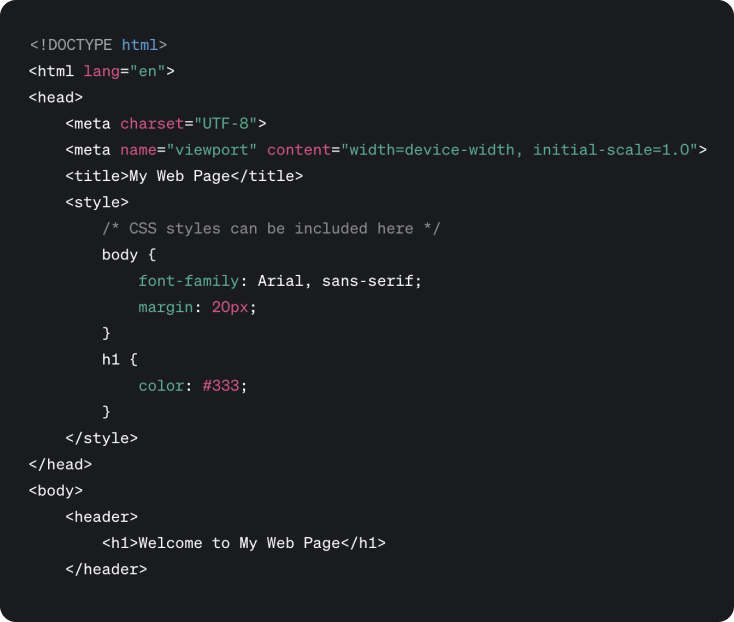 <!DOCTYPE html>
<html lang="en">
<head>
    <meta charset="UTF-8">
    <meta name="viewport" content="width=device-width, initial-scale=1.0">
    <title>My Web Page</title>
    <style>
        /* CSS styles can be included here */
        body {
            font-family: Arial, sans-serif;
            margin: 20px;
        }
        h1 {
            color: #333;
        }
    </style>
</head>
<body>
    <header>
        <h1>Welcome to My Web Page</h1>
    </header>